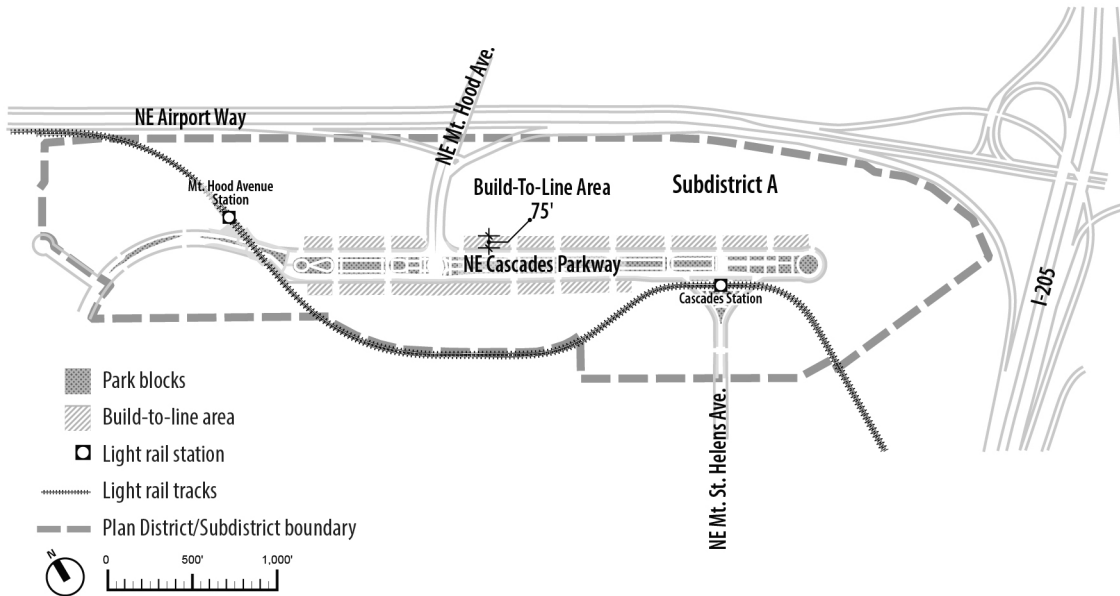 NE Airport Way
NE Mt. Hood Ave.
Mt. Hood Avenue
Station
Build-To-Line Area
75'
Subdistrict A
NE Cascades Parkway
Cascades Station
I-205
NE Mt. St. Helens Ave.
Park blocks
Build-to-line area
Light rail station
Light rail tracks
Plan District/Subdistrict boundary
N
0 500' 1,000'